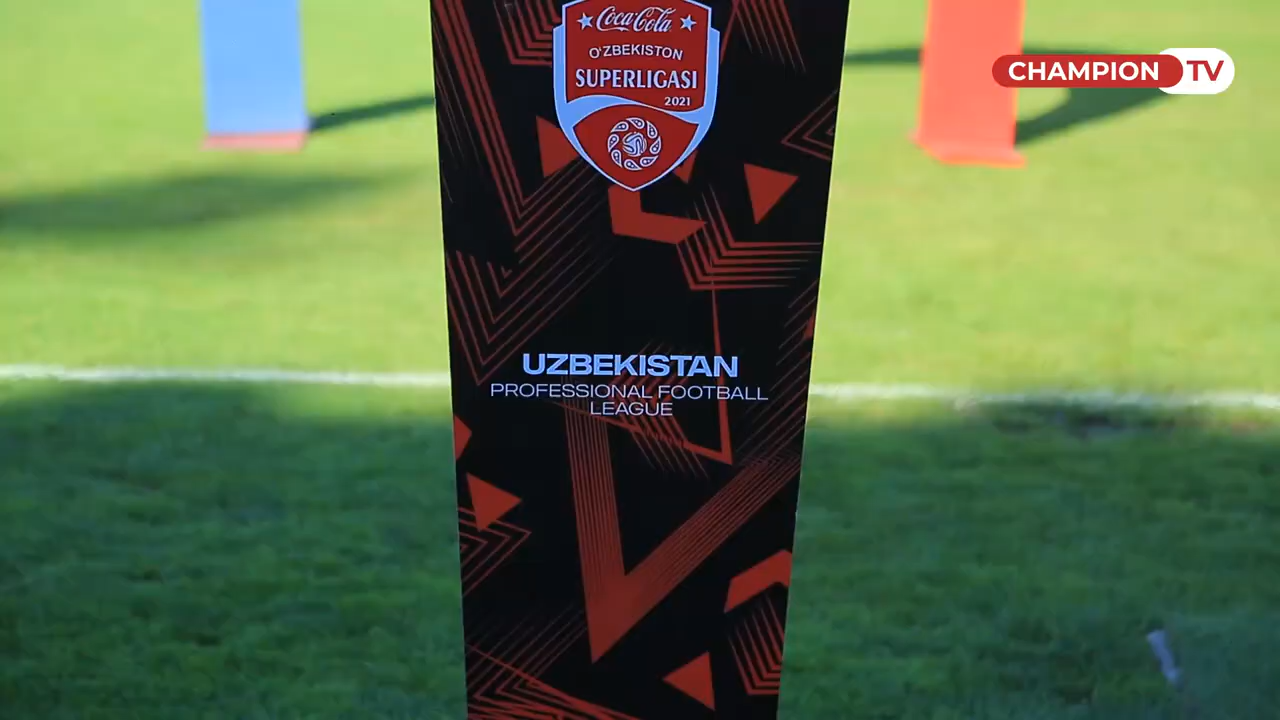 Coca-Cola
O'ZBEKISTON
SUPERLIGASI
2021
CHAMPION TV
UZBEKISTAN
PROFESSIONAL FOOTBALL
LEAGUE